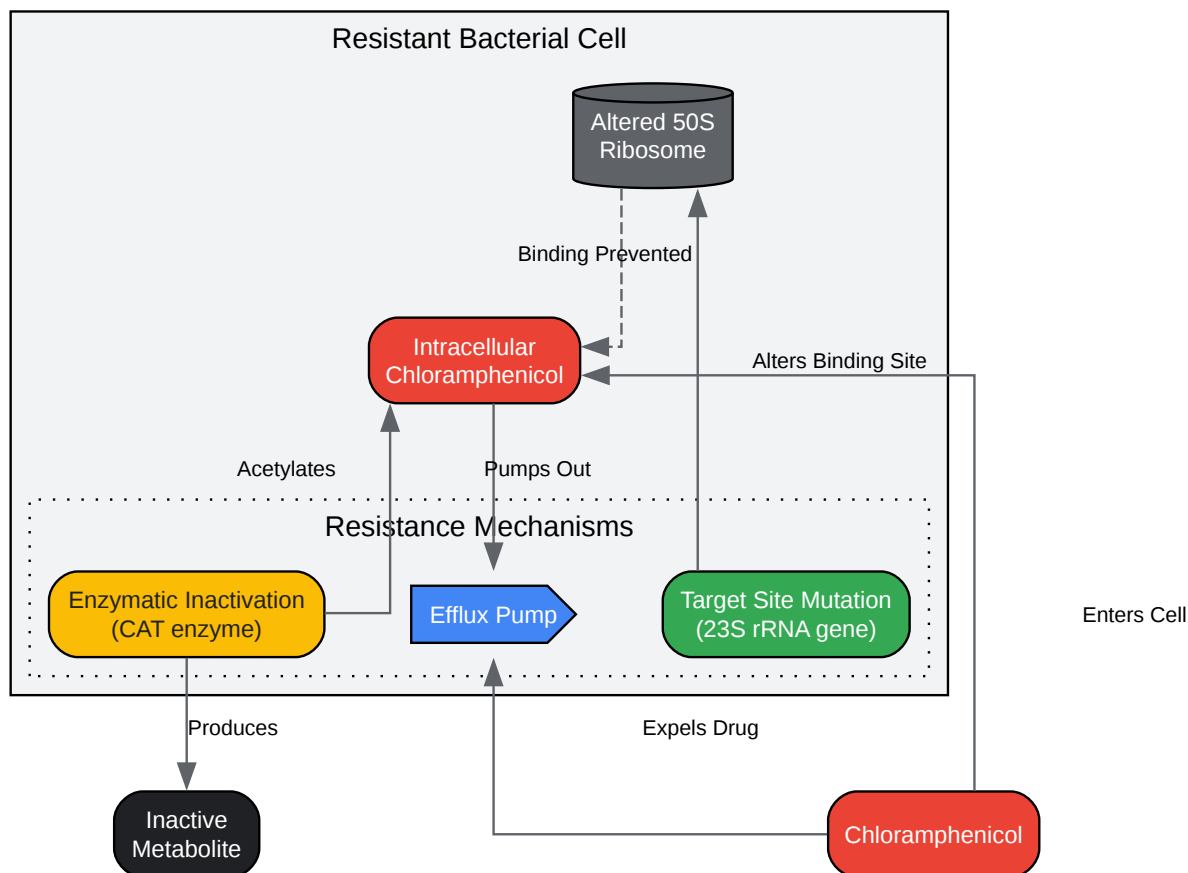 Resistant Bacterial Cell
Altered 50S
Ribosome
Binding Prevented
Intracellular
Chloramphenicol
Alters Binding Site
Acetylates
Pumps Out
Resistance Mechanisms
Enzymatic Inactivation
(CAT enzyme)
Efflux Pump
Target Site Mutation
(23S rRNA gene)
Enters Cell
Produces
Expels Drug
Inactive
Metabolite
Chloramphenicol